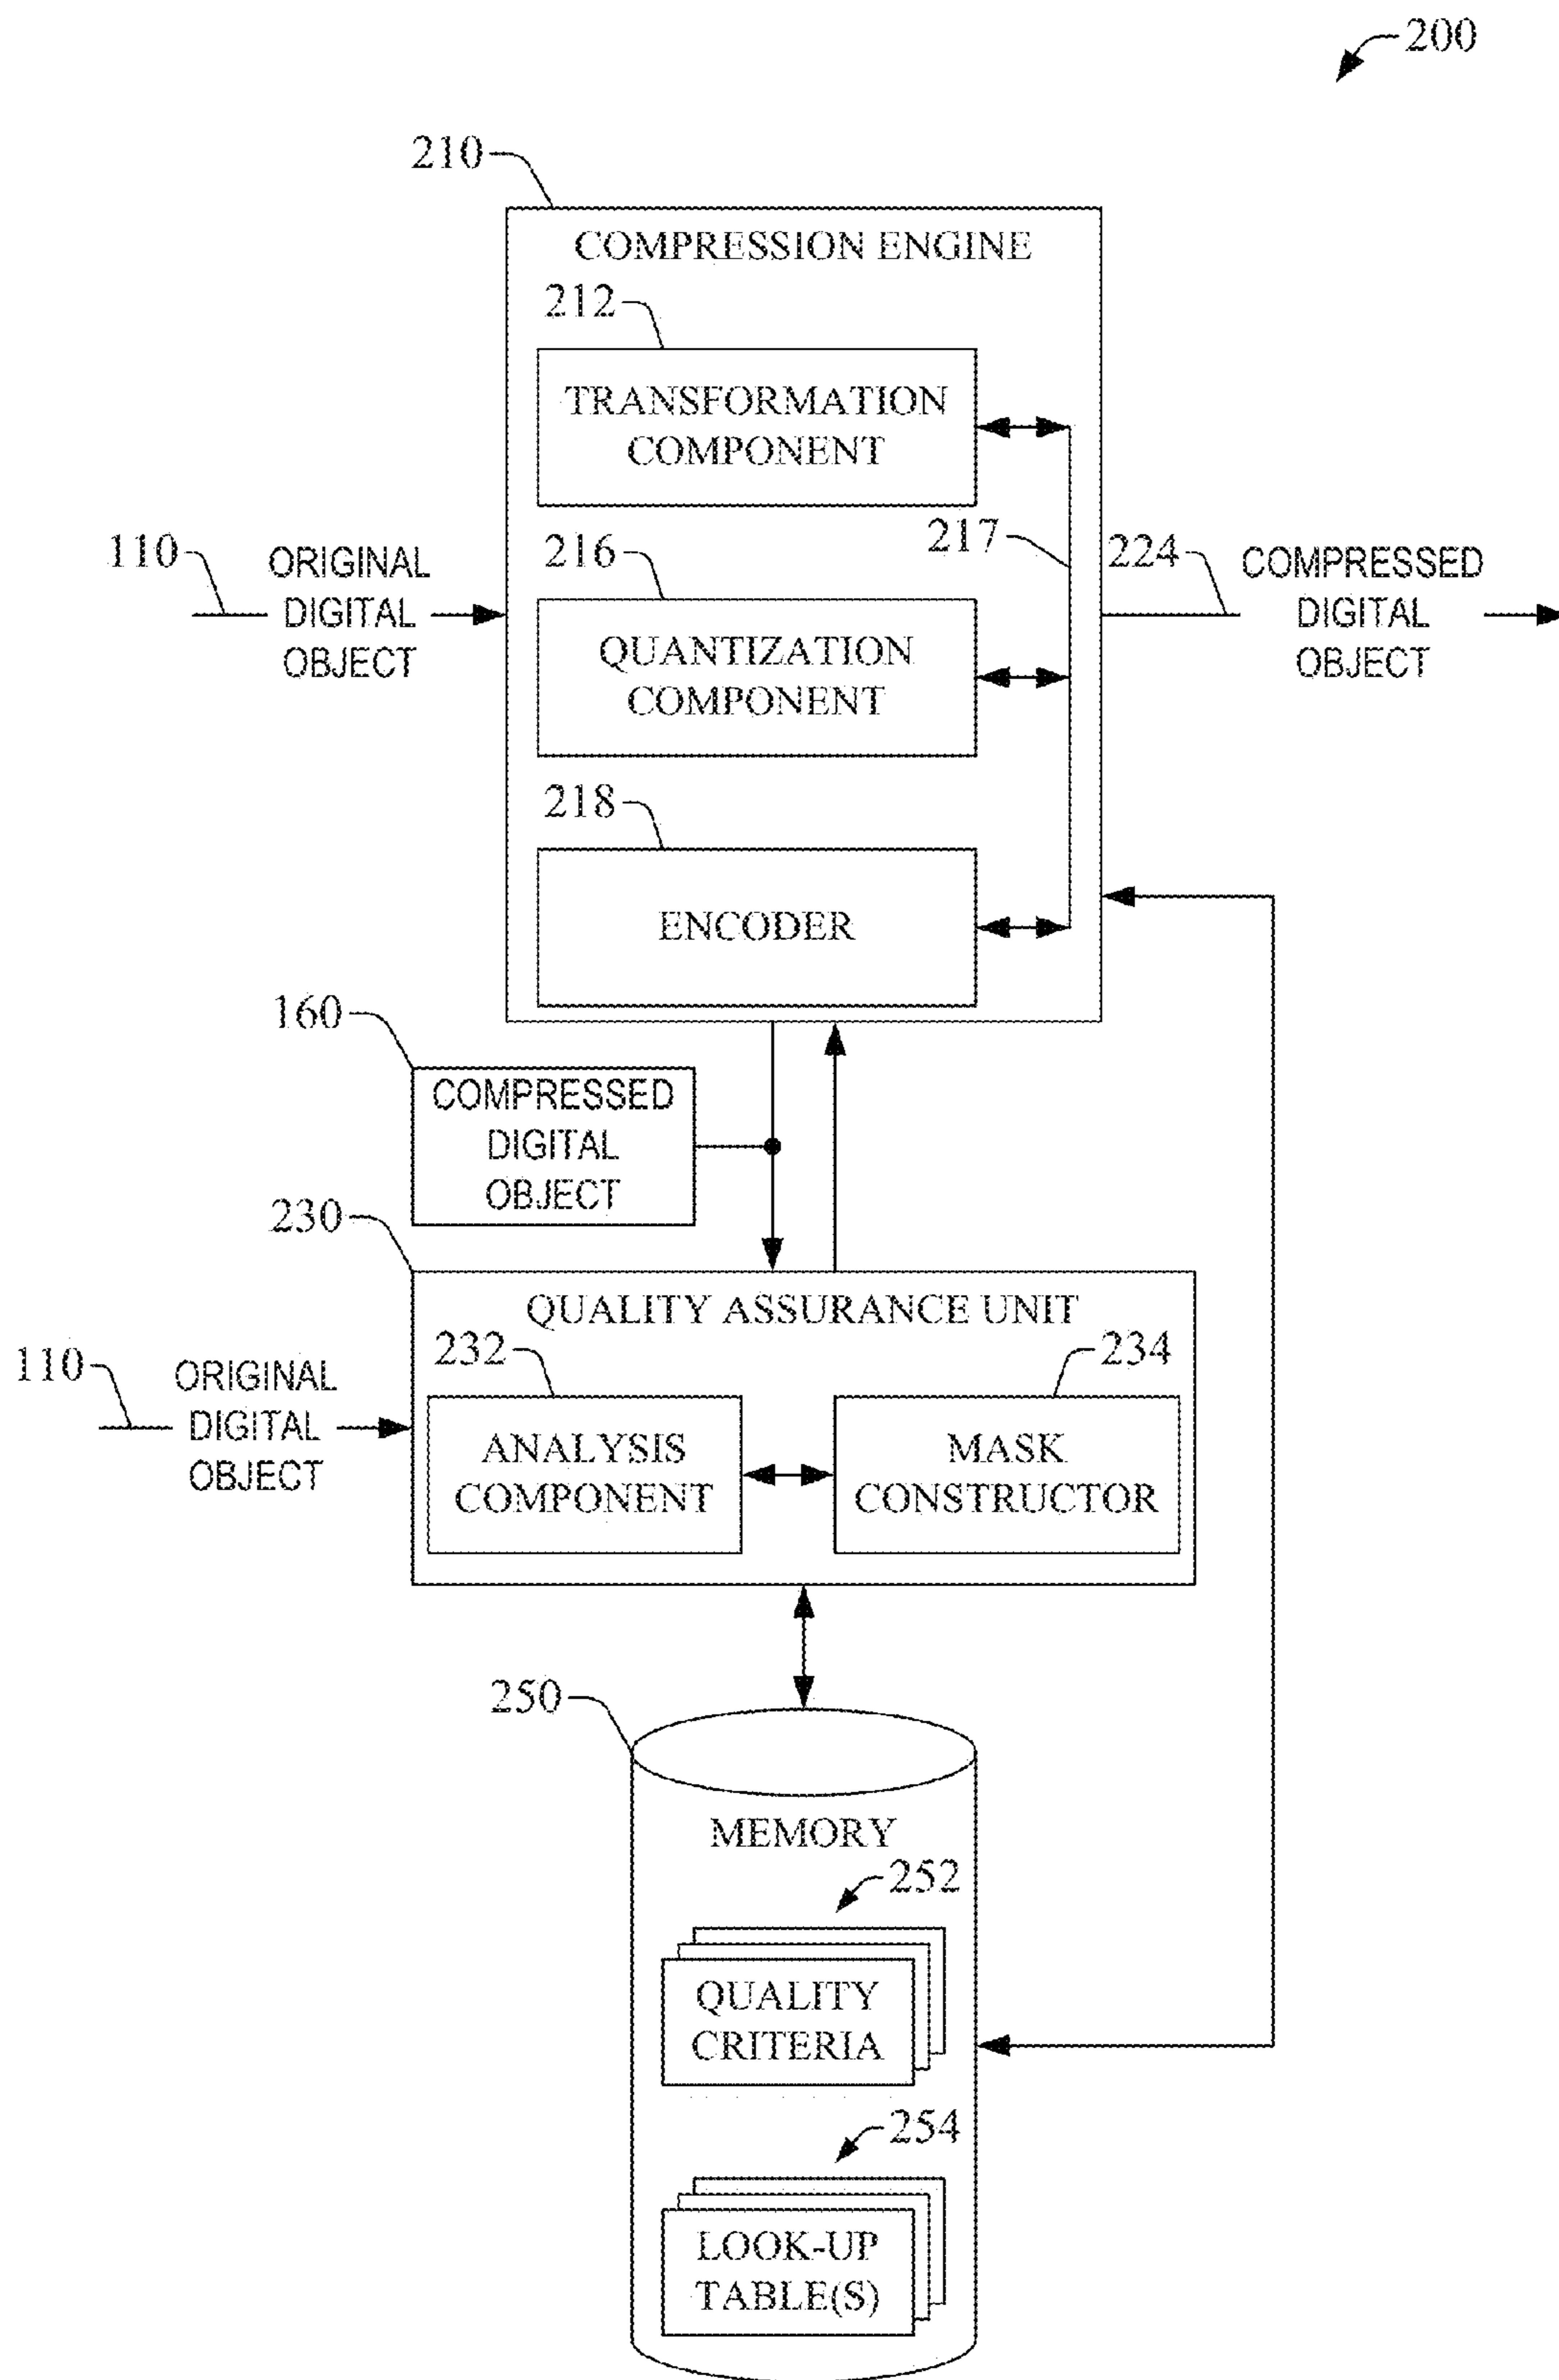 200
210
COMPRESSION ENGINE
212
TRANSFORMATION
COMPONENT
110
ORIGINAL
DIGITAL
OBJECT
216
QUANTIZATION
COMPONENT
217
224
COMPRESSED
DIGITAL
OBJECT
218
ENCODER
160
COMPRESSED
DIGITAL
OBJECT
230
QUALITY ASSURANCE UNIT
110
ORIGINAL
DIGITAL
OBJECT
232
ANALYSIS
COMPONENT
234
MASK
CONSTRUCTOR
250
MEMORY
252
QUALITY
CRITERIA
254
LOOK-UP
TABLE(S)